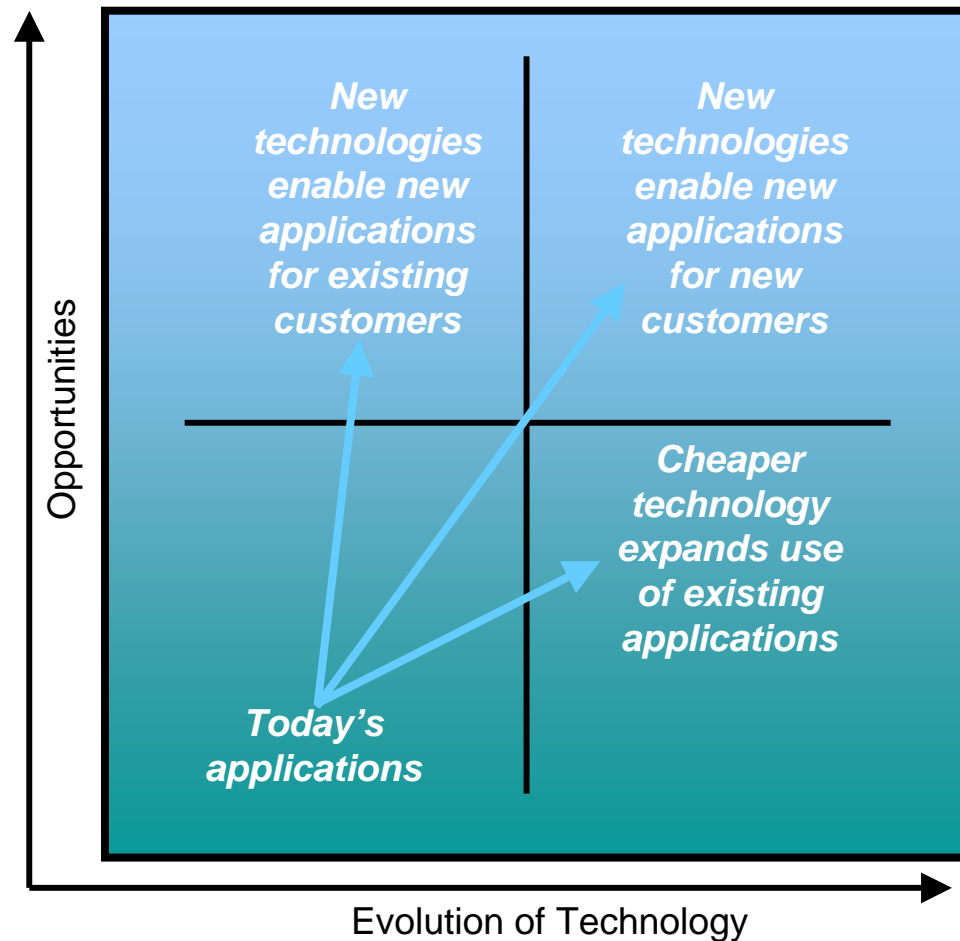 New
technologies
enable new
applications
for existing
customers
New
technologies
enable new
applications
for new
customers
Opportunities
Cheaper
technology
expands use
of existing
applications
Today’s
applications
Evolution of Technology